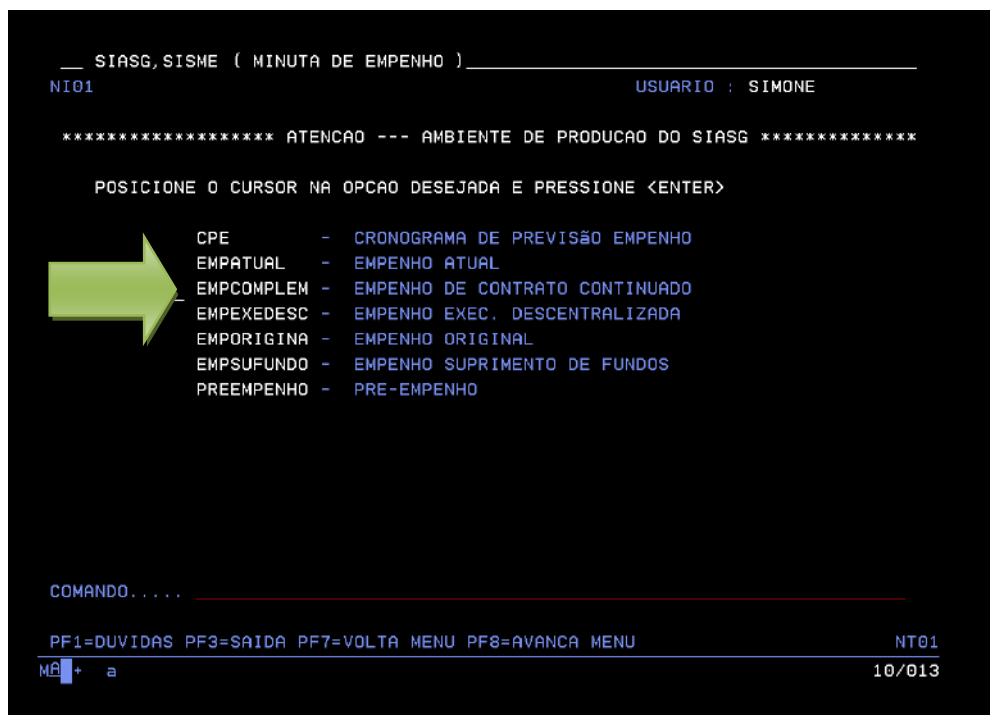 __ SIASG,SISME ( MINUTA DE EMPENHO )________________________________________
NI01 USUARIO : SIMONE
******************* ATENCAO --- AMBIENTE DE PRODUCAO DO SIASG **************
POSICIONE O CURSOR NA OPCAO DESEJADA E PRESSIONE <ENTER>
CPE - CRONOGRAMA DE PREVISãO EMPENHO
EMPATUAL - EMPENHO ATUAL
_ EMPCOMPLEM - EMPENHO DE CONTRATO CONTINUADO
EMPEXEDESC - EMPENHO EXEC. DESCENTRALIZADA
EMPORIGINA - EMPENHO ORIGINAL
EMPSUFUNDO - EMPENHO SUPRIMENTO DE FUNDOS
PREEMPENHO - PRE-EMPENHO
COMANDO..... _______________________________________________________________
PF1=DUVIDAS PF3=SAIDA PF7=VOLTA MENU PF8=AVANCA MENU NT01
MA + a 10/013